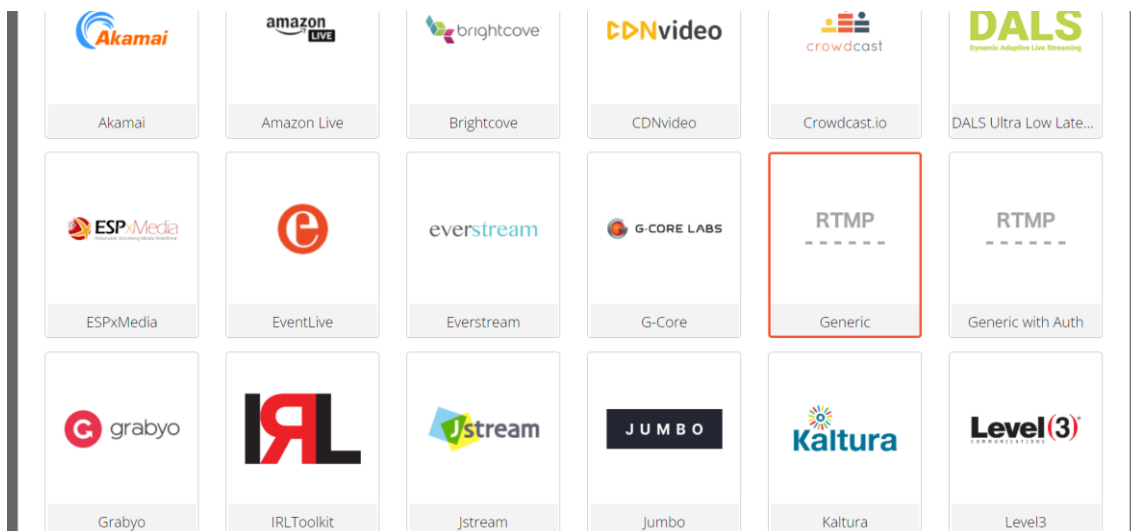 Akamai
amazon
LIVE
brightcove
CDNvideo
crowdcast
DALS
Dynamic Adaptive Live Streaming
Akamai
Amazon Live
Brightcove
CDNvideo
Crowdcast.io
DALS Ultra Low Late...
ESPxMedia
e
everstream
G-CORE LABS
RTMP
RTMP
ESPxMedia
EventLive
Everstream
G-Core
Generic
Generic with Auth
grabyo
IRL
Jstream
JUMBO
Kaltura
Level(3)
COMMUNICATIONS
Grabyo
IRLToolkit
Jstream
Jumbo
Kaltura
Level3